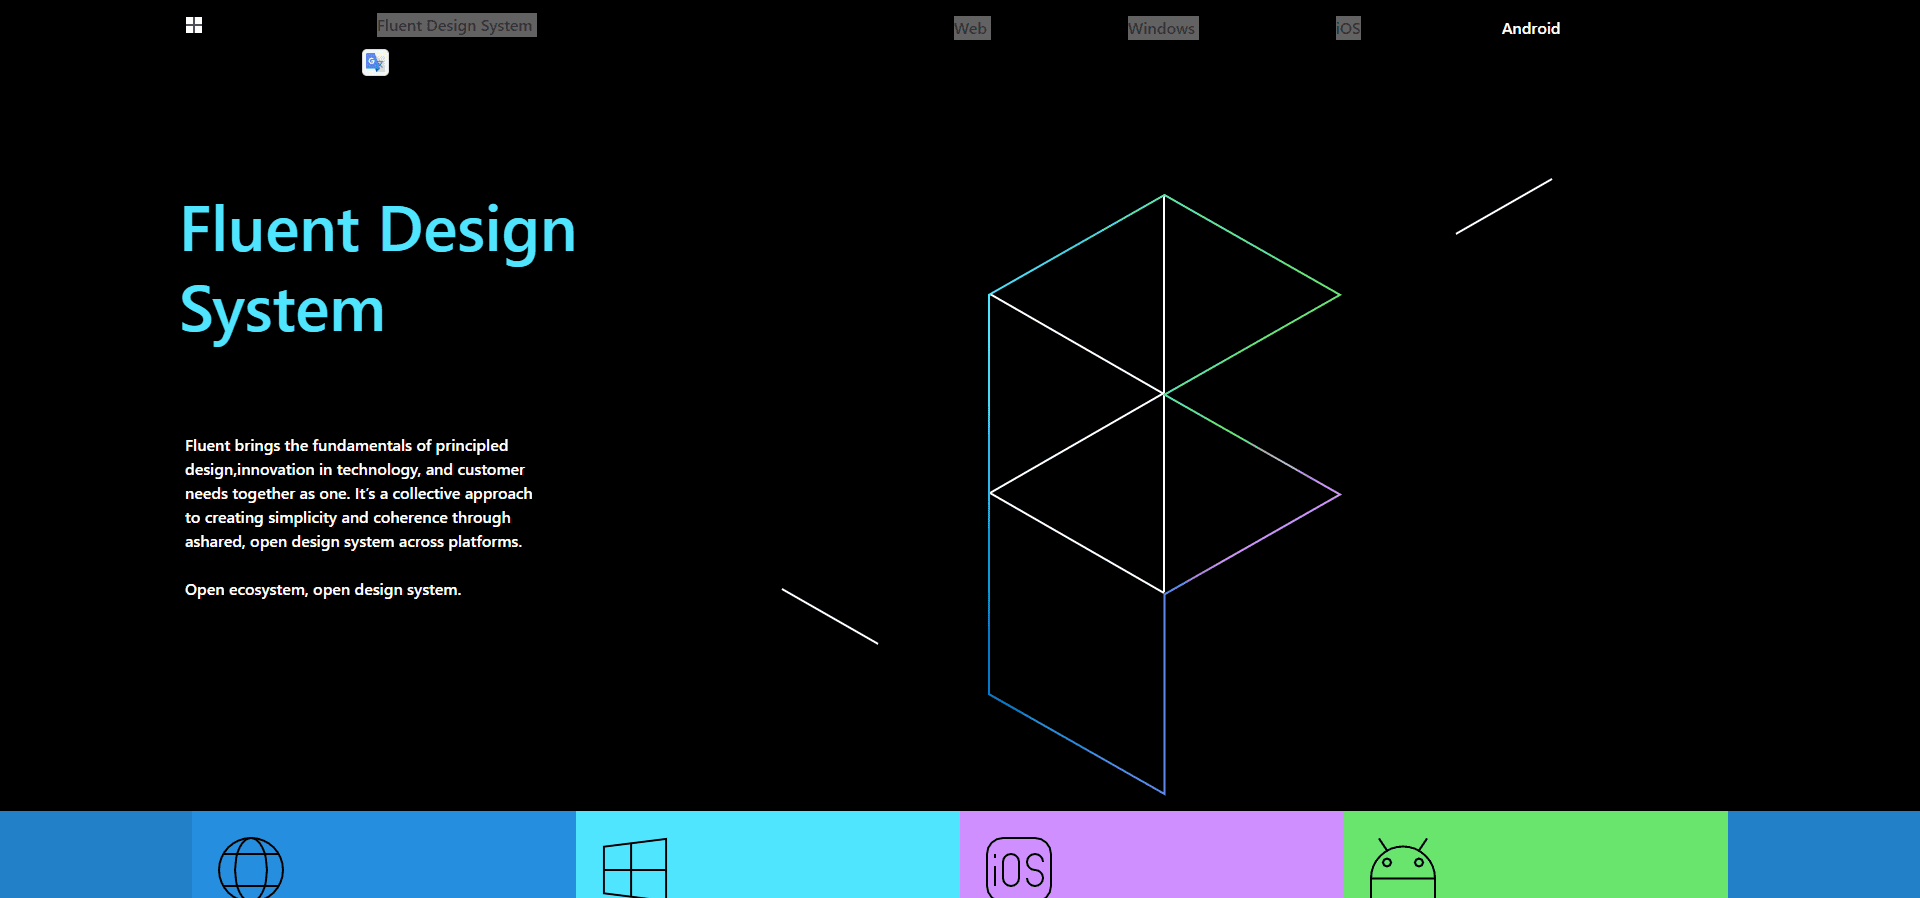 Fluent Design System
Web
Windows
iOS
Android
Fluent Design
System
Fluent brings the fundamentals of principled
design,innovation in technology, and customer
needs together as one. It’s a collective approach
to creating simplicity and coherence through
ashared, open design system across platforms.
Open ecosystem, open design system.
iOS